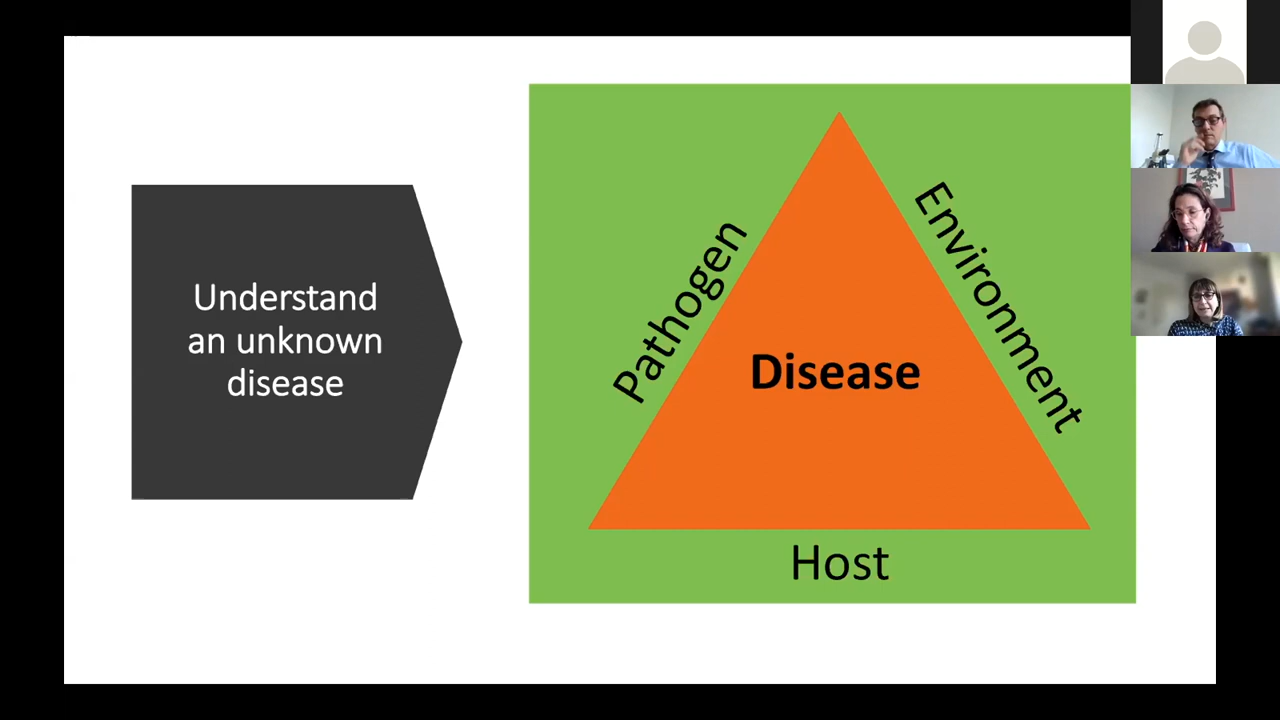 Understand
an unknown
disease
Pathogen
Environment
Disease
Host